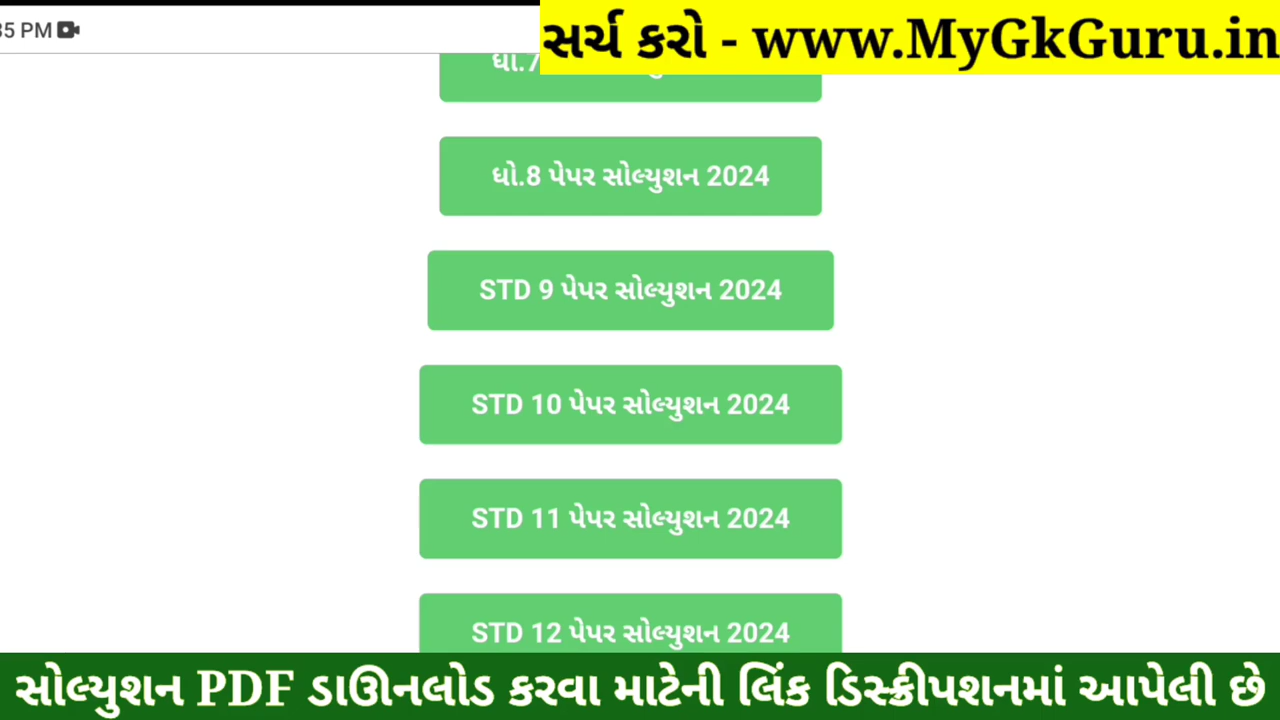 35 PM
સર્ચ કરો - www.MyGkGuru.in
ધો.7
ધો.8 પેપર સોલ્યુશન 2024
STD 9 પેપર સોલ્યુશન 2024
STD 10 પેપર સોલ્યુશન 2024
STD 11 પેપર સોલ્યુશન 2024
STD 12 પેપર સોલ્યુશન 2024
સોલ્યુશન PDF ડાઊનલોડ કરવા માટેની લિંક ડિસ્ક્રીપશનમાં આપેલી છે